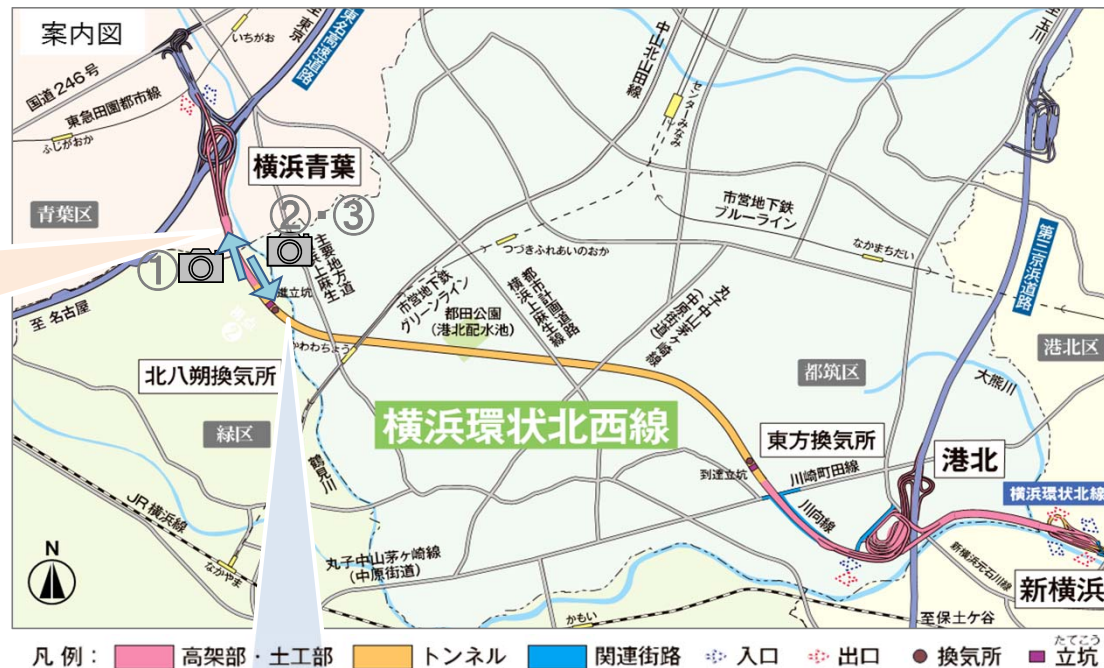 案内図
至 東京
東名高速道路
いちがお
国道246号
東急田園都市線
ふじがおか
横浜青葉
②・③
①
青葉区
至 名古屋
北八朔換気所
緑区
JR横浜線
なかやま
N
鶴見川
主要地方道
横浜上麻生
進立坑
かわわちょう
市営地下鉄
グリーンライン
都田公園
(港北配水池)
つづきふれあいのおか
都市計画道路
横浜上麻生線
丸子中山茅ヶ崎線
(中原街道)
中山北山田線
センターみなみ
市営地下鉄
ブルーライン
なかまちだい
至 玉川
第三京浜道路
港北区
都筑区
大熊川
横浜環状北西線
東方換気所
到達立坑
川崎町田線
川向線
港北
横浜環状北線
新横浜元石川線
新横浜
至保土ケ谷
丸子中山茅ヶ崎線
(中原街道)
かもい
凡例:
高架部・土工部
トンネル
関連街路
入口
出口
換気所
たてこう
立坑